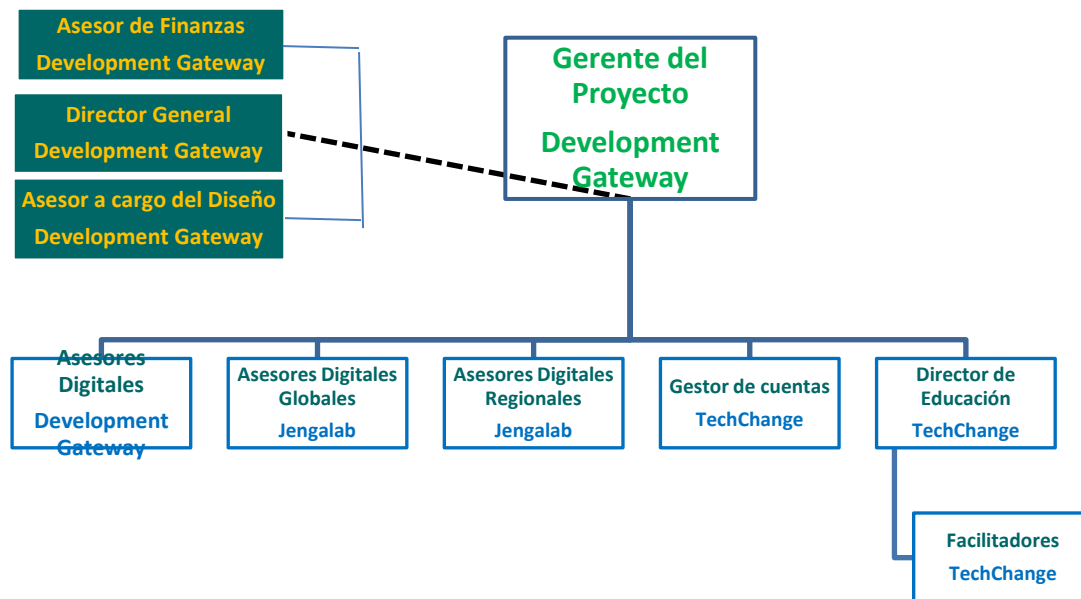 Asesor de Finanzas
Development Gateway
Director General
Development Gateway
Asesor a cargo del Diseño
Development Gateway
Gerente del
Proyecto
Development
Gateway
Asesores
Digitales
Development
Gateway
Asesores Digitales
Globales
Jengalab
Asesores Digitales
Regionales
Jengalab
Gestor de cuentas
TechChange
Director de
Educación
TechChange
Facilitadores
TechChange